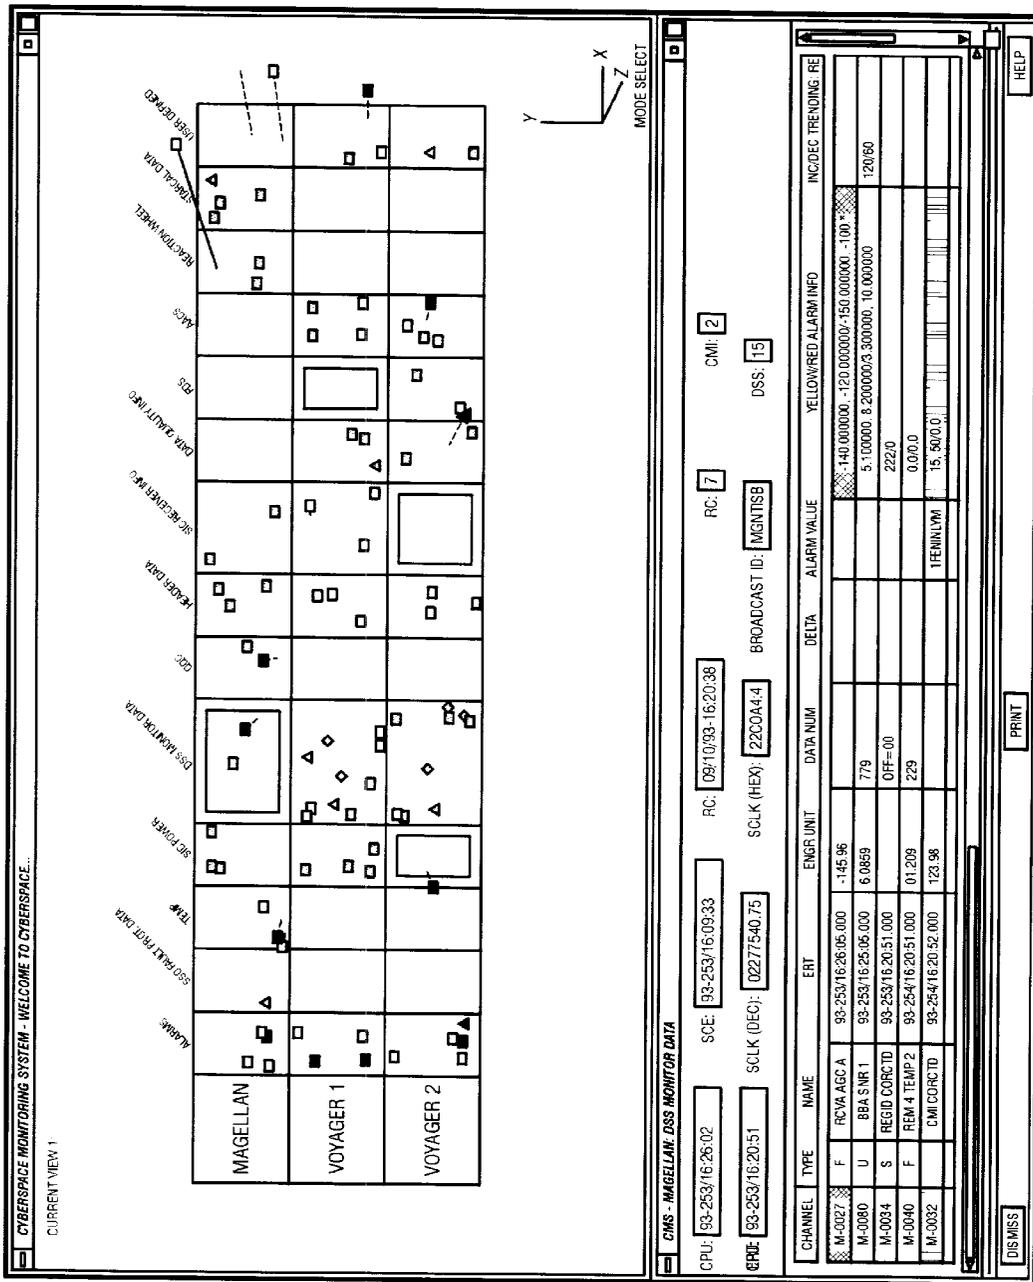 CYBERSPACE MONITORING SYSTEM - WELCOME TO CYBERSPACE...
CURRENT VIEW 1
ALARMS
SSO FAULT PROT. DATA
TEMP
S/C POWER
DSS MONITOR DATA
QQC
HEADER DATA
S/C RECEIVER INFO
DATA QUALITY INFO
FDS
AACS
REACTION WHEEL
STARCAL DATA
USER DEFINED
MAGELLAN
VOYAGER 1
VOYAGER 2
Y
X
Z
MODE SELECT
CMS - MAGELLAN: DSS MONITOR DATA
CPU: 93-253/16:26:02 SCE: 93-253/16:09:33 RC: 09/10/93-16:20:38 RC: 7 CMI: 2
93-253/16:20:51 SCLK (DEC): 02277540.75 SCLK (HEX): 22C0A4:4 BROADCAST ID: MGNTISB DSS: 15
CHANNEL TYPE NAME ERT ENGR UNIT DATA NUM DELTA ALARM VALUE YELLOW/RED ALARM INFO INC/DEC TRENDING: RE
M-0027 F RCVA AGC A 93-253/16:26:05.000 -145.96 -140.000000, -120.000000/-150.000000, -100.*
M-0080 U BBA SNR 1 93-253/16:25:05.000 6.0859 779 5.100000, 8.200000/3.300000, 10.000000 120/60
M-0034 S REGID CORCTD 93-253/16:20:51.000 OFF=00 222/0
M-0040 F REM 4 TEMP 2 93-254/16:20:51.000 01.209 229 0.0/0.0
M-0032 CMI CORCTD 93-254/16:20:52.000 123.98 1FENINLYM 15, 50/0.0
DISMISS PRINT HELP